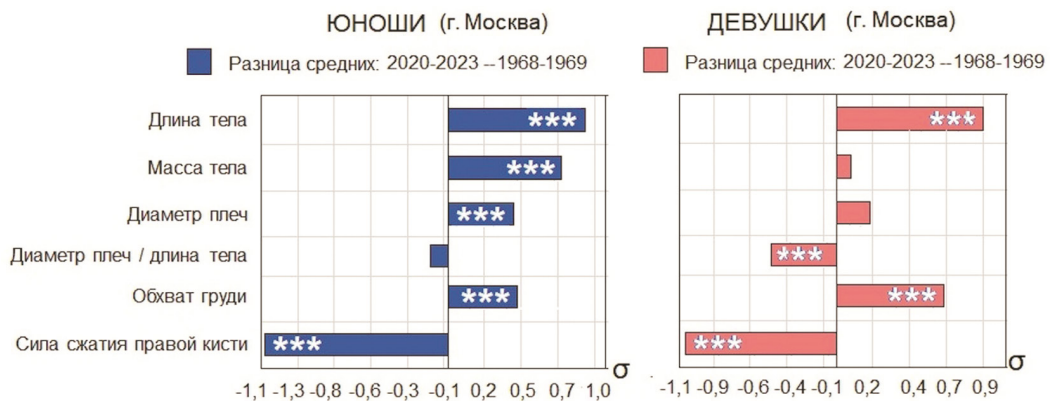 ЮНОШИ (г. Москва)
Разница средних: 2020-2023 --1968-1969
ДЕВУШКИ (г. Москва)
Разница средних: 2020-2023 --1968-1969
Длина тела
***
***
Масса тела
***
Диаметр плеч
***
Диаметр плеч / длина тела
***
Обхват груди
***
***
Сила сжатия правой кисти
***
***
σ
σ
-1,1 -1,3 -1,1 -0,6 -0,3 -0,1 0,2 0,5 0,7 1,0
-1,1 -0,9 -0,6 -0,4 -0,1 0,2 0,4 0,7 0,9